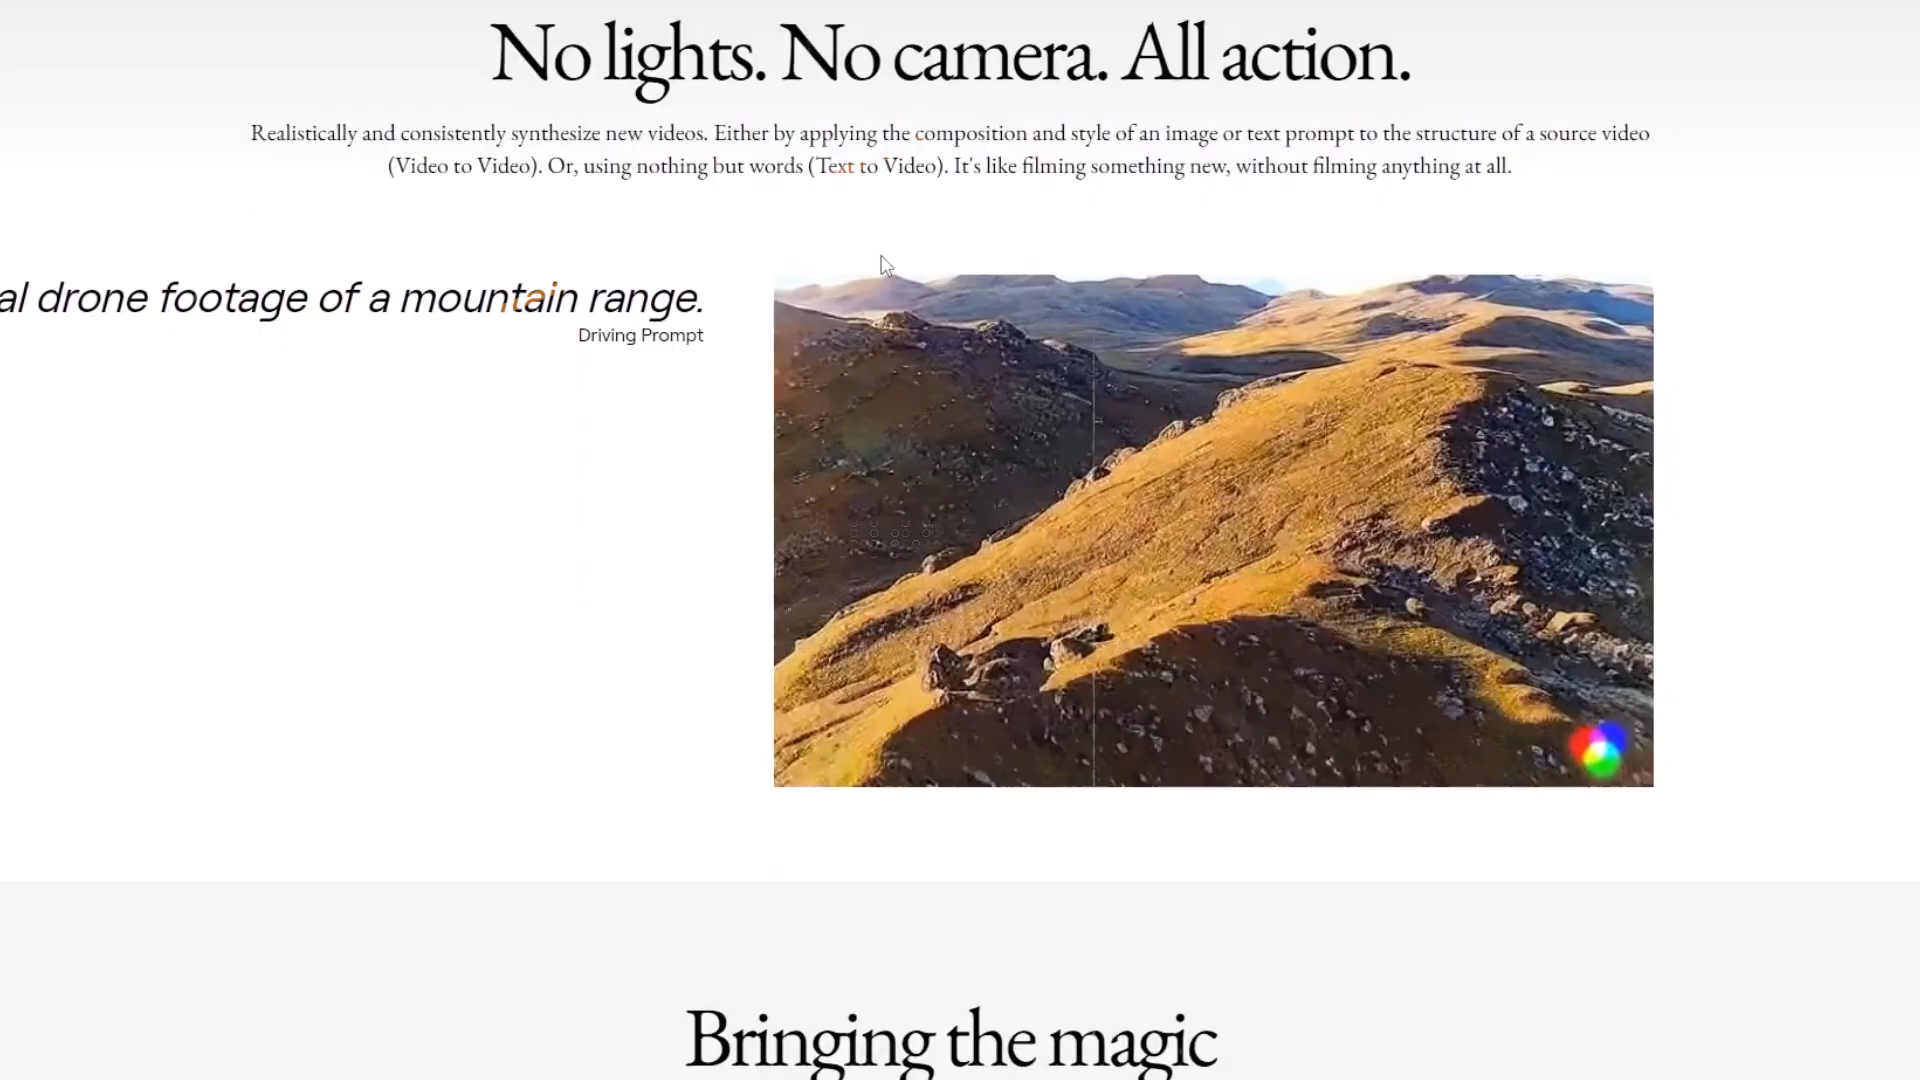 No lights. No camera. All action.
Realistically and consistently synthesize new videos. Either by applying the composition and style of an image or text prompt to the structure of a source video
(Video to Video). Or, using nothing but words (Text to Video). It's like filming something new, without filming anything at all.
al drone footage of a mountain range.
Driving Prompt
Bringing the magic